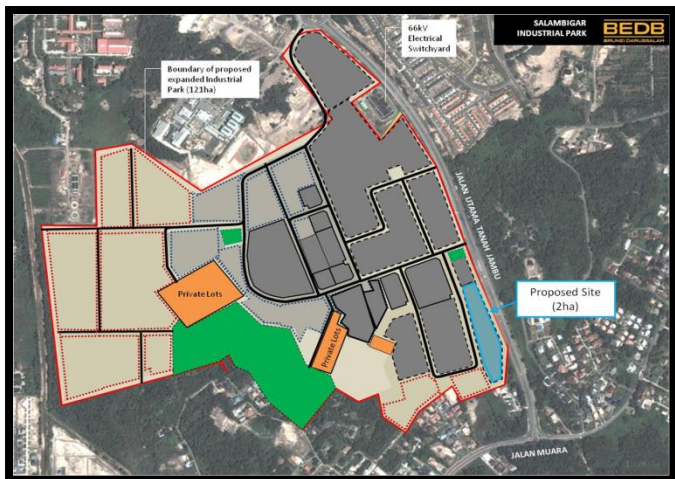 SALAMBIGAR
INDUSTRIAL PARK
BEDB
BRUNEI DARUSSALAM
66kV
Electrical
Switchyard
Boundary of proposed
expanded Industrial
Park (121ha)
JALAN UTAMA TANAH JAMBU
Proposed Site
(2ha)
Private Lots
Private Lots
JALAN MUARA